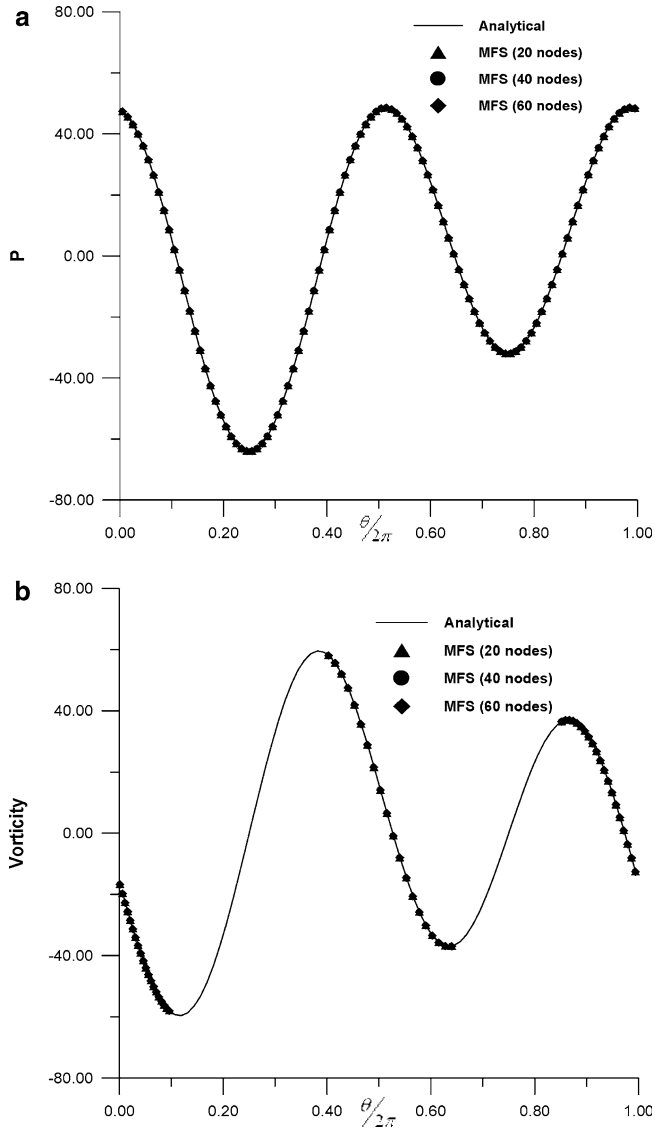 a
80.00
40.00
0.00
-40.00
-80.00
P
Analytical
MFS (20 nodes)
MFS (40 nodes)
MFS (60 nodes)
0.00 0.20 0.40 0.60 0.80 1.00
θ/2π
b
80.00
40.00
0.00
-40.00
-80.00
Vorticity
Analytical
MFS (20 nodes)
MFS (40 nodes)
MFS (60 nodes)
0.00 0.20 0.40 0.60 0.80 1.00
θ/2π